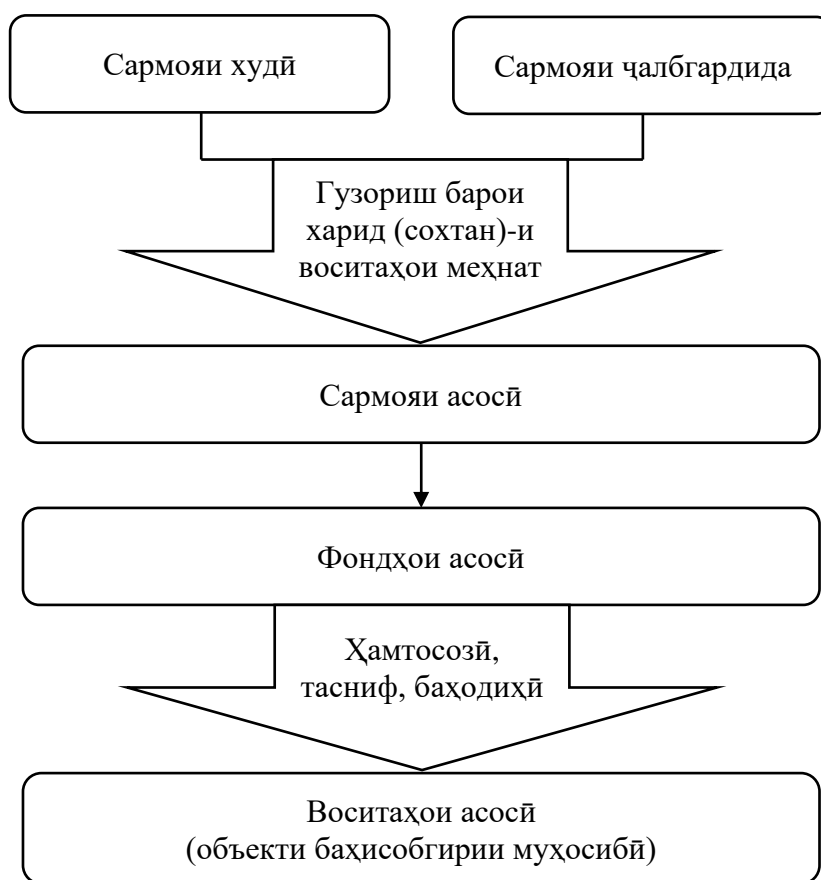 Сармояи худӣ
Сармояи ҷалбгардида
Гузориш барои
харид (сохтан)-и
воситаҳои меҳнат
Сармояи асосӣ
Фондҳои асосӣ
Ҳамтосозӣ,
тасниф, баҳодиҳӣ
Воситаҳои асосӣ
(объекти баҳисобгирии муҳосибӣ)